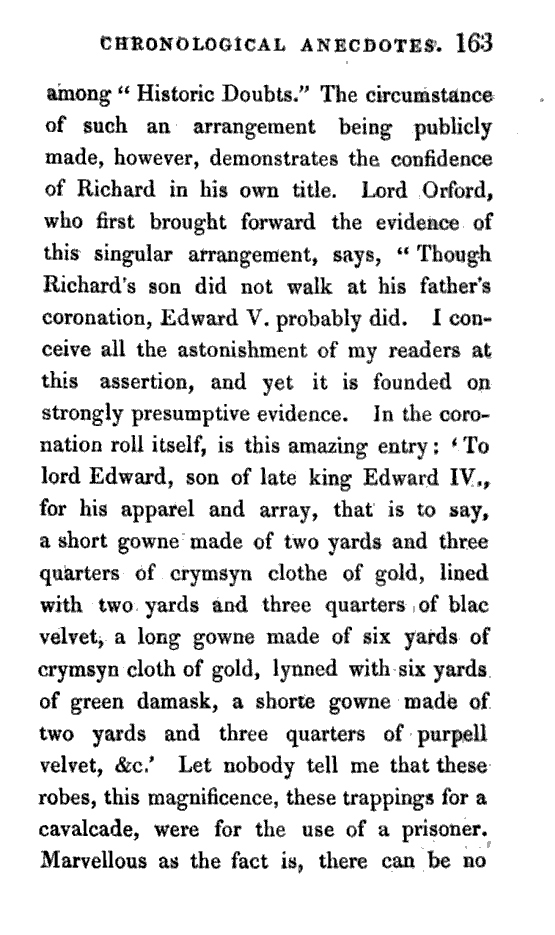 CHRONOLOGICAL ANECDOTES. 163
among “ Historic Doubts.” The circumstance
of such an arrangement being publicly
made, however, demonstrates the confidence
of Richard in his own title. Lord Orford,
who first brought forward the evidence of
this singular arrangement, says, “ Though
Richard's son did not walk at his father's
coronation, Edward V. probably did. I con-
ceive all the astonishment of my readers at
this assertion, and yet it is founded on
strongly presumptive evidence. In the coro-
nation roll itself, is this amazing entry: ‘ To
lord Edward, son of late king Edward IV.,
for his apparel and array, that is to say,
a short gowne made of two yards and three
quarters of crymsyn clothe of gold, lined
with two yards and three quarters of blac
velvet, a long gowne made of six yards of
crymsyn cloth of gold, lynned with six yards
of green damask, a shorte gowne made of
two yards and three quarters of purpell
velvet, &c.’ Let nobody tell me that these
robes, this magnificence, these trappings for a
cavalcade, were for the use of a prisoner.
Marvellous as the fact is, there can be no